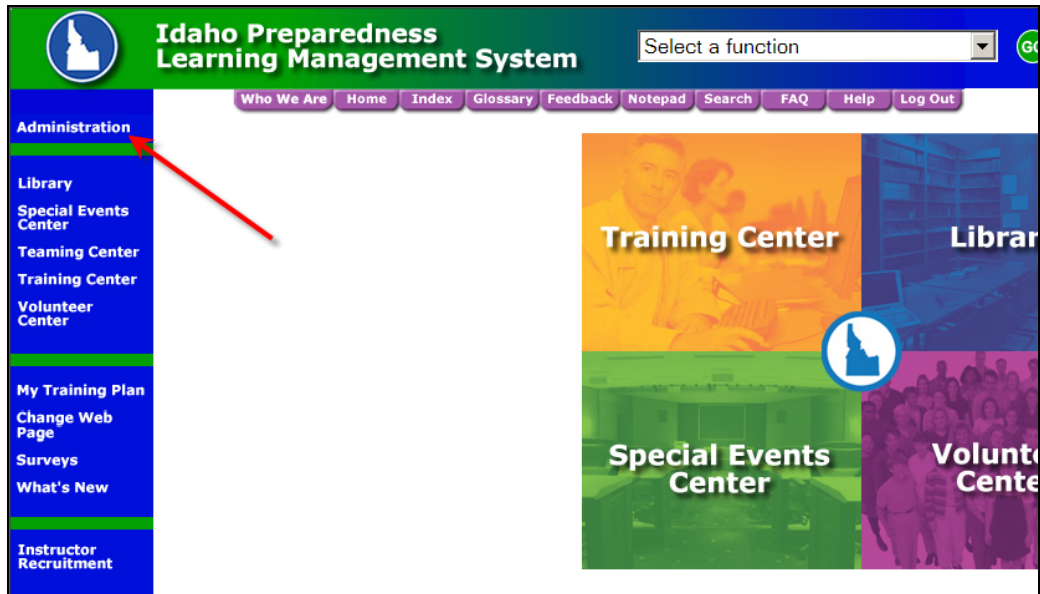 Idaho Preparedness
Learning Management System
Select a function
Who We Are Home Index Glossary Feedback Notepad Search FAQ Help Log Out
Administration
Library
Special Events
Center
Teaming Center
Training Center
Volunteer
Center
My Training Plan
Change Web
Page
Surveys
What's New
Instructor
Recruitment
Training Center
Special Events
Center